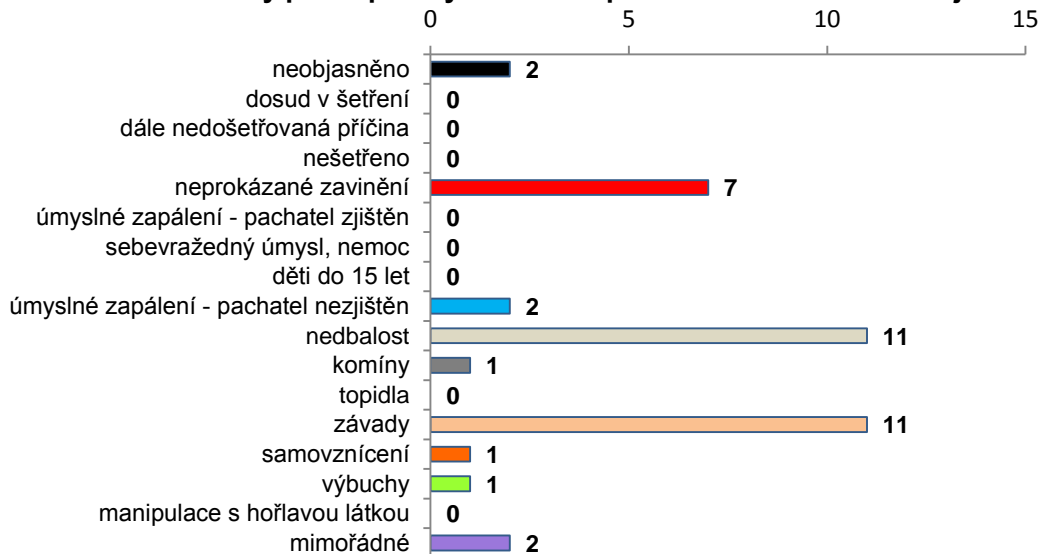 0 5 10 15
neobjasněno 2
dosud v šetření 0
dále nedošetřovaná příčina 0
nešetřeno 0
neprokázané zavinění 7
úmyslné zapálení - pachatel zjištěn 0
sebevražedný úmysl, nemoc 0
děti do 15 let 0
úmyslné zapálení - pachatel nezjištěn 2
nedbalost 11
komíny 1
topidla 0
závady 11
samovznícení 1
výbuchy 1
manipulace s hořlavou látkou 0
mimořádné 2